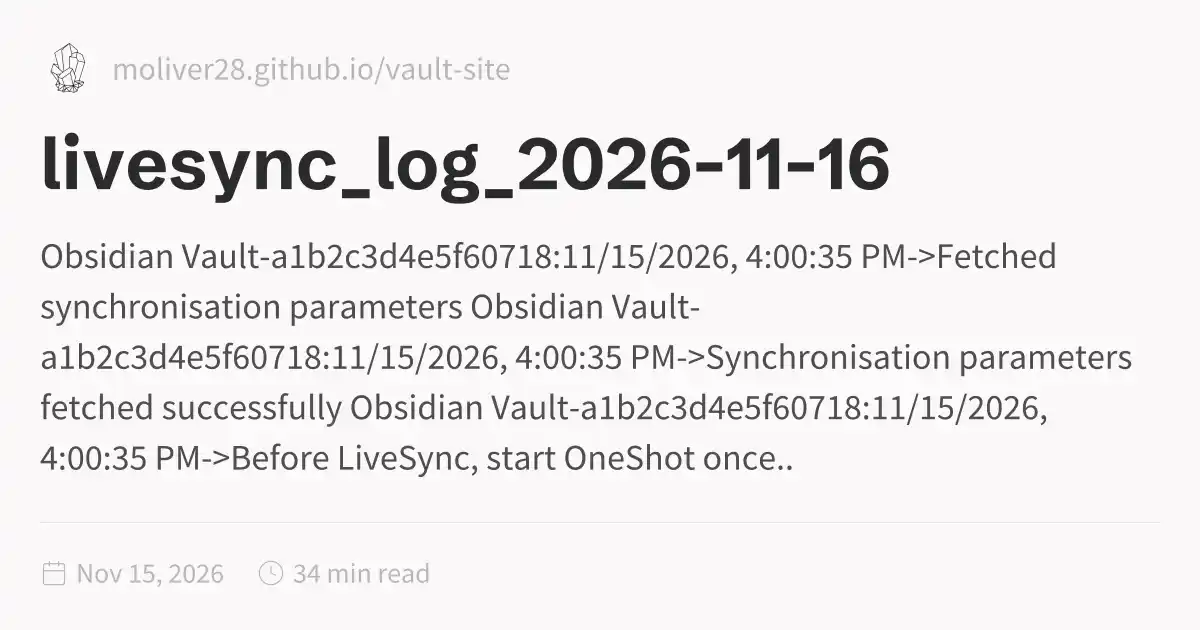 moliver28.github.io/vault-site
livesync_log_2026-11-16
Obsidian Vault-a1b2c3d4e5f60718:11/15/2026, 4:00:35 PM->Fetched
synchronisation parameters Obsidian Vault-
a1b2c3d4e5f60718:11/15/2026, 4:00:35 PM->Synchronisation parameters
fetched successfully Obsidian Vault-a1b2c3d4e5f60718:11/15/2026,
4:00:35 PM->Before LiveSync, start OneShot once..
Nov 15, 2026 34 min read